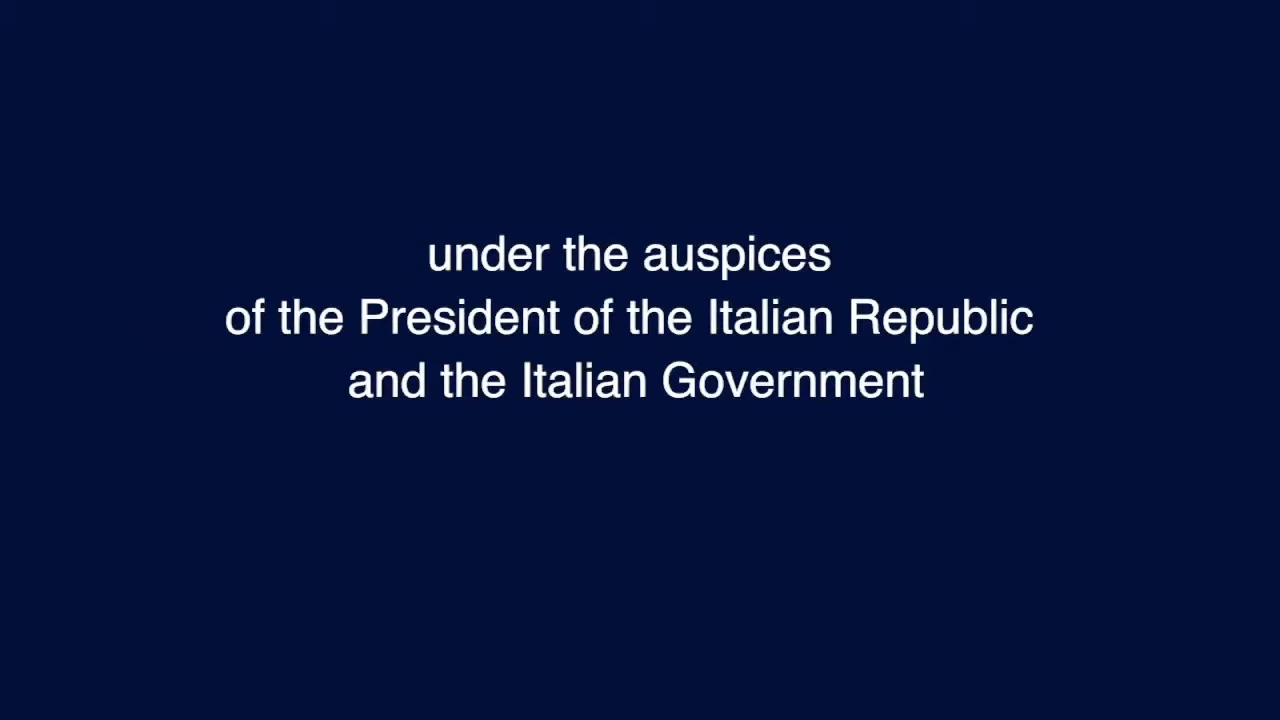 under the auspices
of the President of the Italian Republic
and the Italian Government